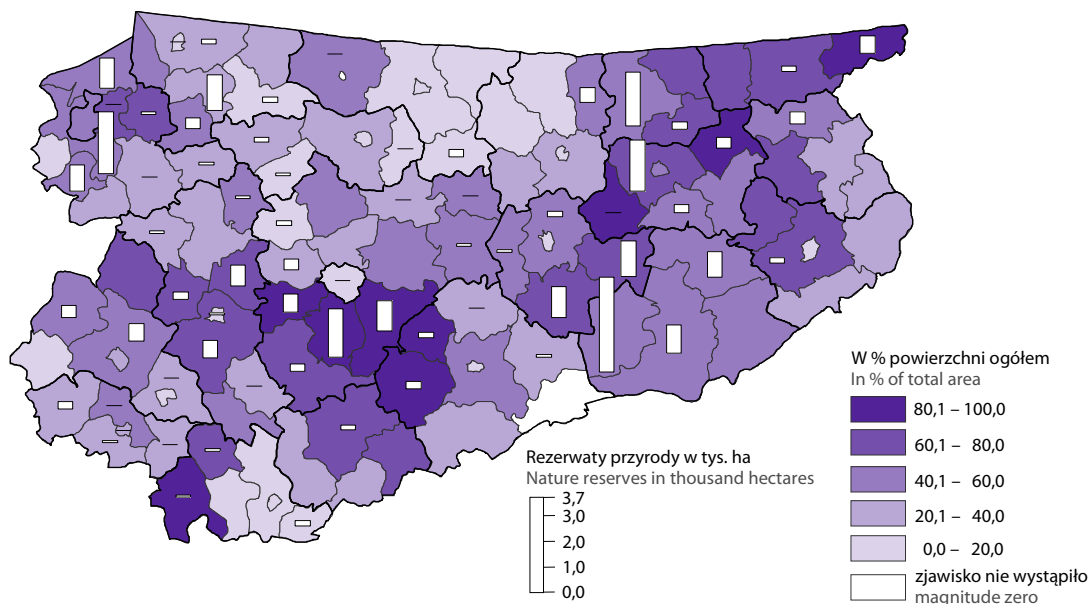 Rezerwaty przyrody w tys. ha
Nature reserves in thousand hectares
3,7
3,0
2,0
1,0
0,0
W % powierzchni ogółem
In % of total area
80,1 – 100,0
60,1 – 80,0
40,1 – 60,0
20,1 – 40,0
0,0 – 20,0
zjawisko nie wystąpiło
magnitude zero